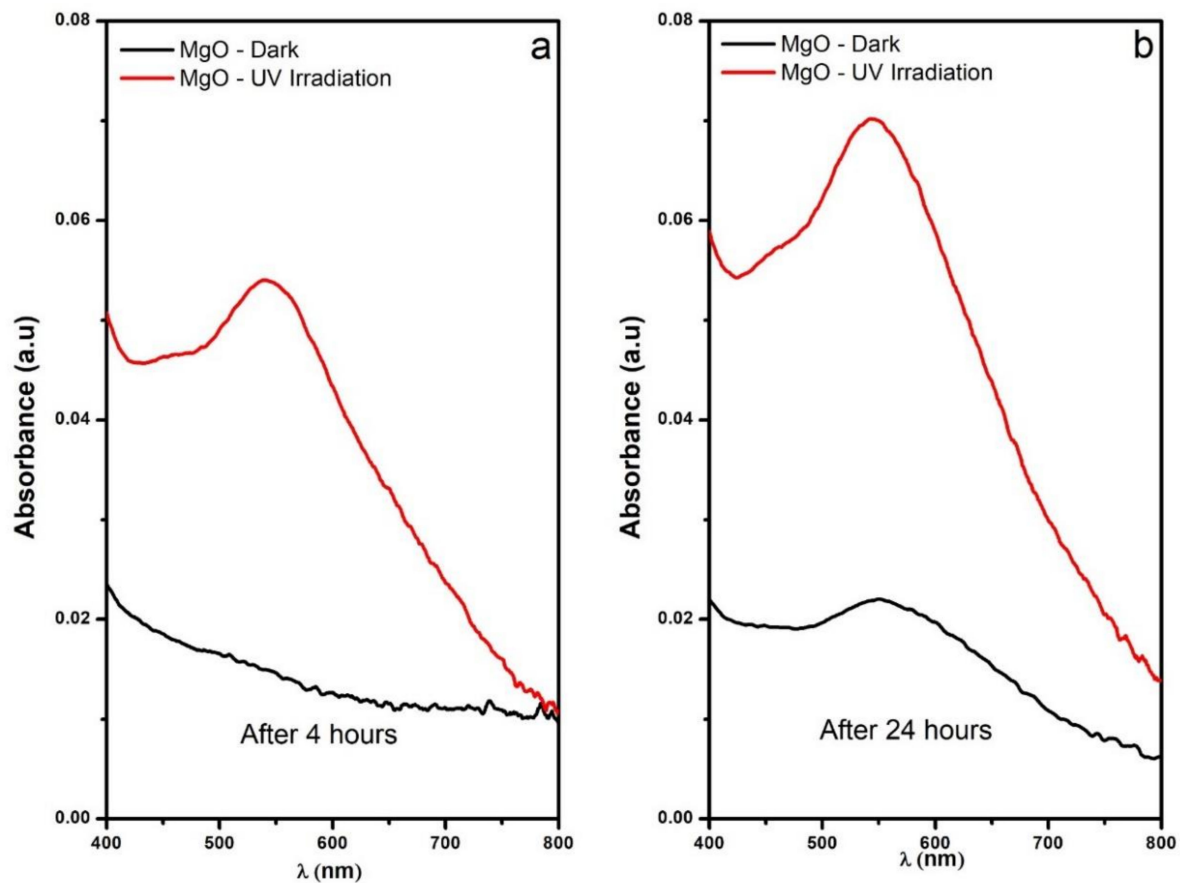 a
MgO - Dark
MgO - UV Irradiation
Absorbance (a.u)
0.08
0.06
0.04
0.02
0.00
After 4 hours
400
500
600
700
800
λ (nm)
b
MgO - Dark
MgO - UV Irradiation
Absorbance (a.u)
0.08
0.06
0.04
0.02
0.00
After 24 hours
400
500
600
700
800
λ (nm)